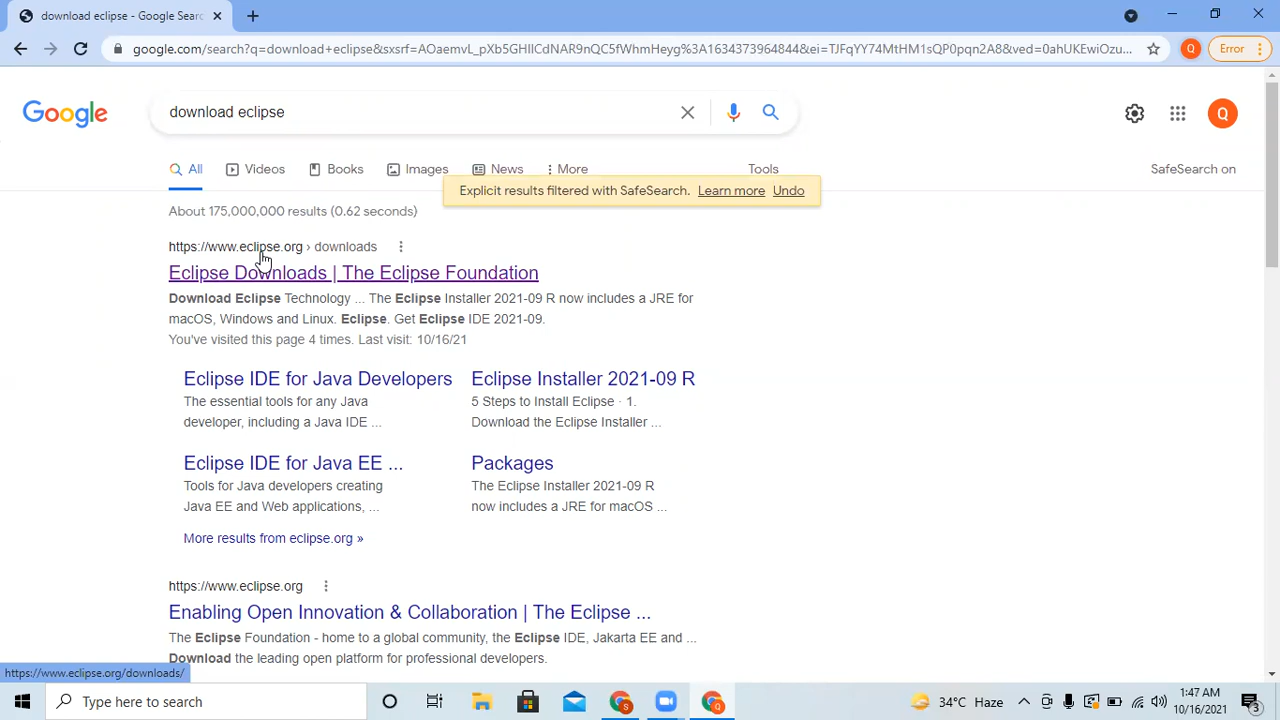 download eclipse - Google Sear
google.com/search?q=download+eclipse&sxsrf=AOaemvL_pXb5GHIlCdNAR9nQC5fWhmHeyg%3A1634373964844&ei=TJFqYY74MtHM1sQP0pqn2A8&ved=0ahUKEwiOzu...
Q
Error
Google
download eclipse
Q
All
Videos
Books
Images
News
More
Tools
SafeSearch on
Explicit results filtered with SafeSearch. Learn more Undo
About 175,000,000 results (0.62 seconds)
https://www.eclipse.org › downloads
Eclipse Downloads | The Eclipse Foundation
Download Eclipse Technology ... The Eclipse Installer 2021-09 R now includes a JRE for
macOS, Windows and Linux. Eclipse. Get Eclipse IDE 2021-09.
You've visited this page 4 times. Last visit: 10/16/21
Eclipse IDE for Java Developers
The essential tools for any Java
developer, including a Java IDE ...
Eclipse Installer 2021-09 R
5 Steps to Install Eclipse · 1.
Download the Eclipse Installer ...
Eclipse IDE for Java EE ...
Tools for Java developers creating
Java EE and Web applications, ...
Packages
The Eclipse Installer 2021-09 R
now includes a JRE for macOS ...
More results from eclipse.org »
https://www.eclipse.org
Enabling Open Innovation & Collaboration | The Eclipse ...
The Eclipse Foundation - home to a global community, the Eclipse IDE, Jakarta EE and ...
Download the leading open platform for professional developers.
https://www.eclipse.org/downloads/
Type here to search
S
Q
34°C Haze
1:47 AM
10/16/2021
3